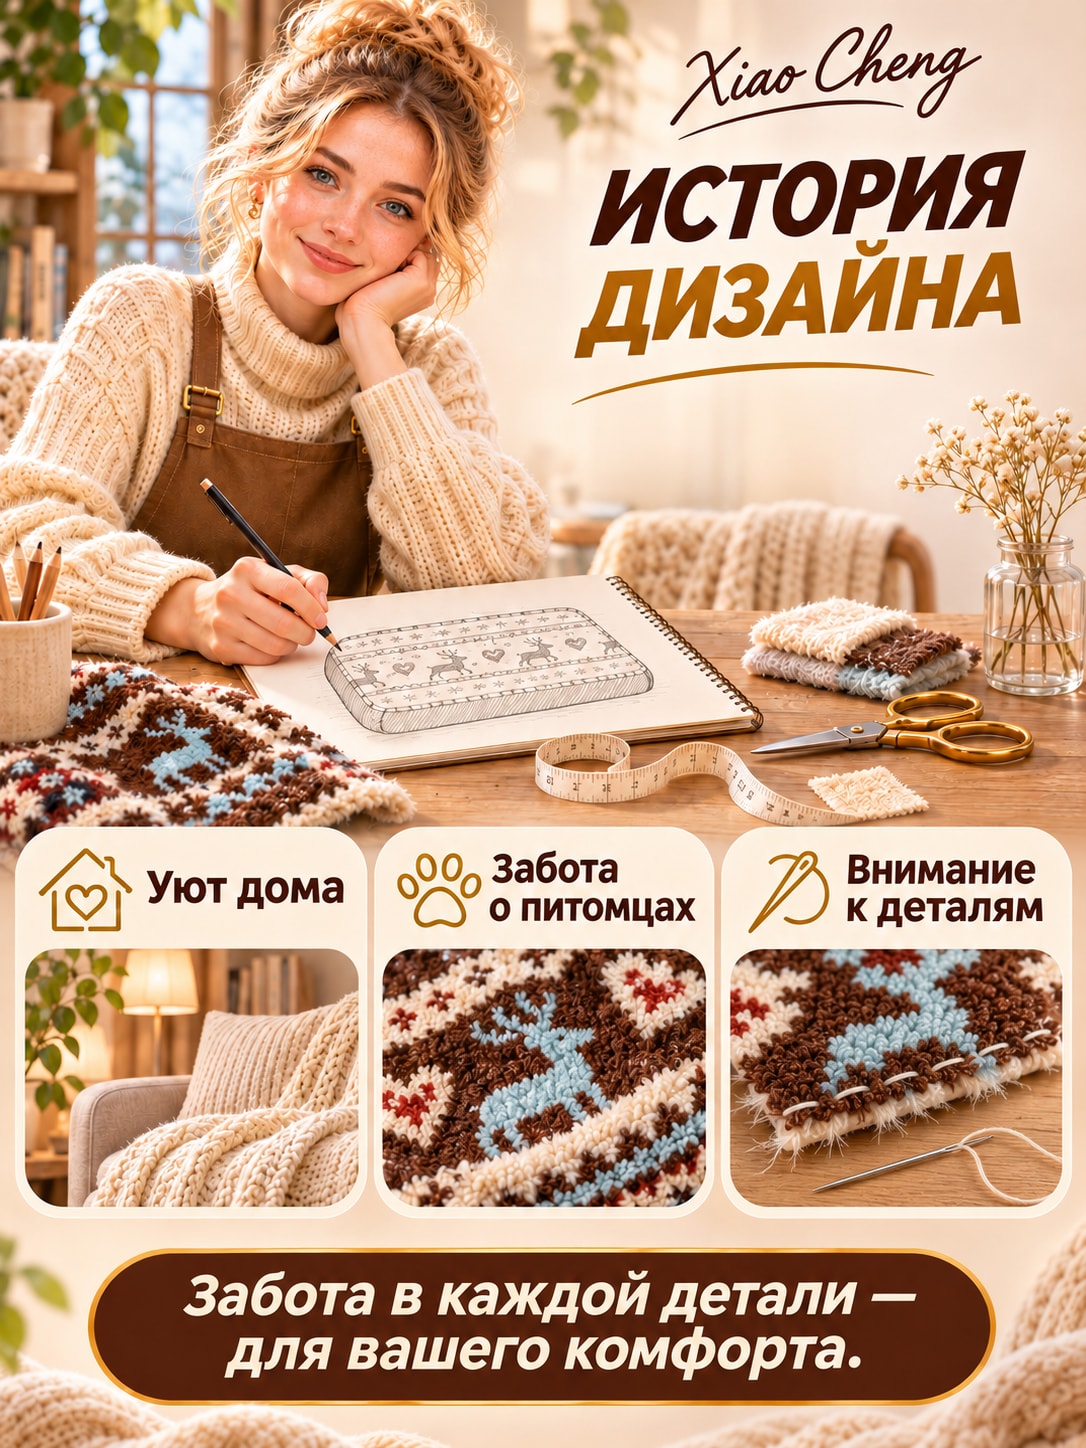 Xiao Cheng
ИСТОРИЯ
ДИЗАЙНА
Уют дома
Забота
о питомцах
Внимание
к деталям
Забота в каждой детали —
для вашего комфорта.